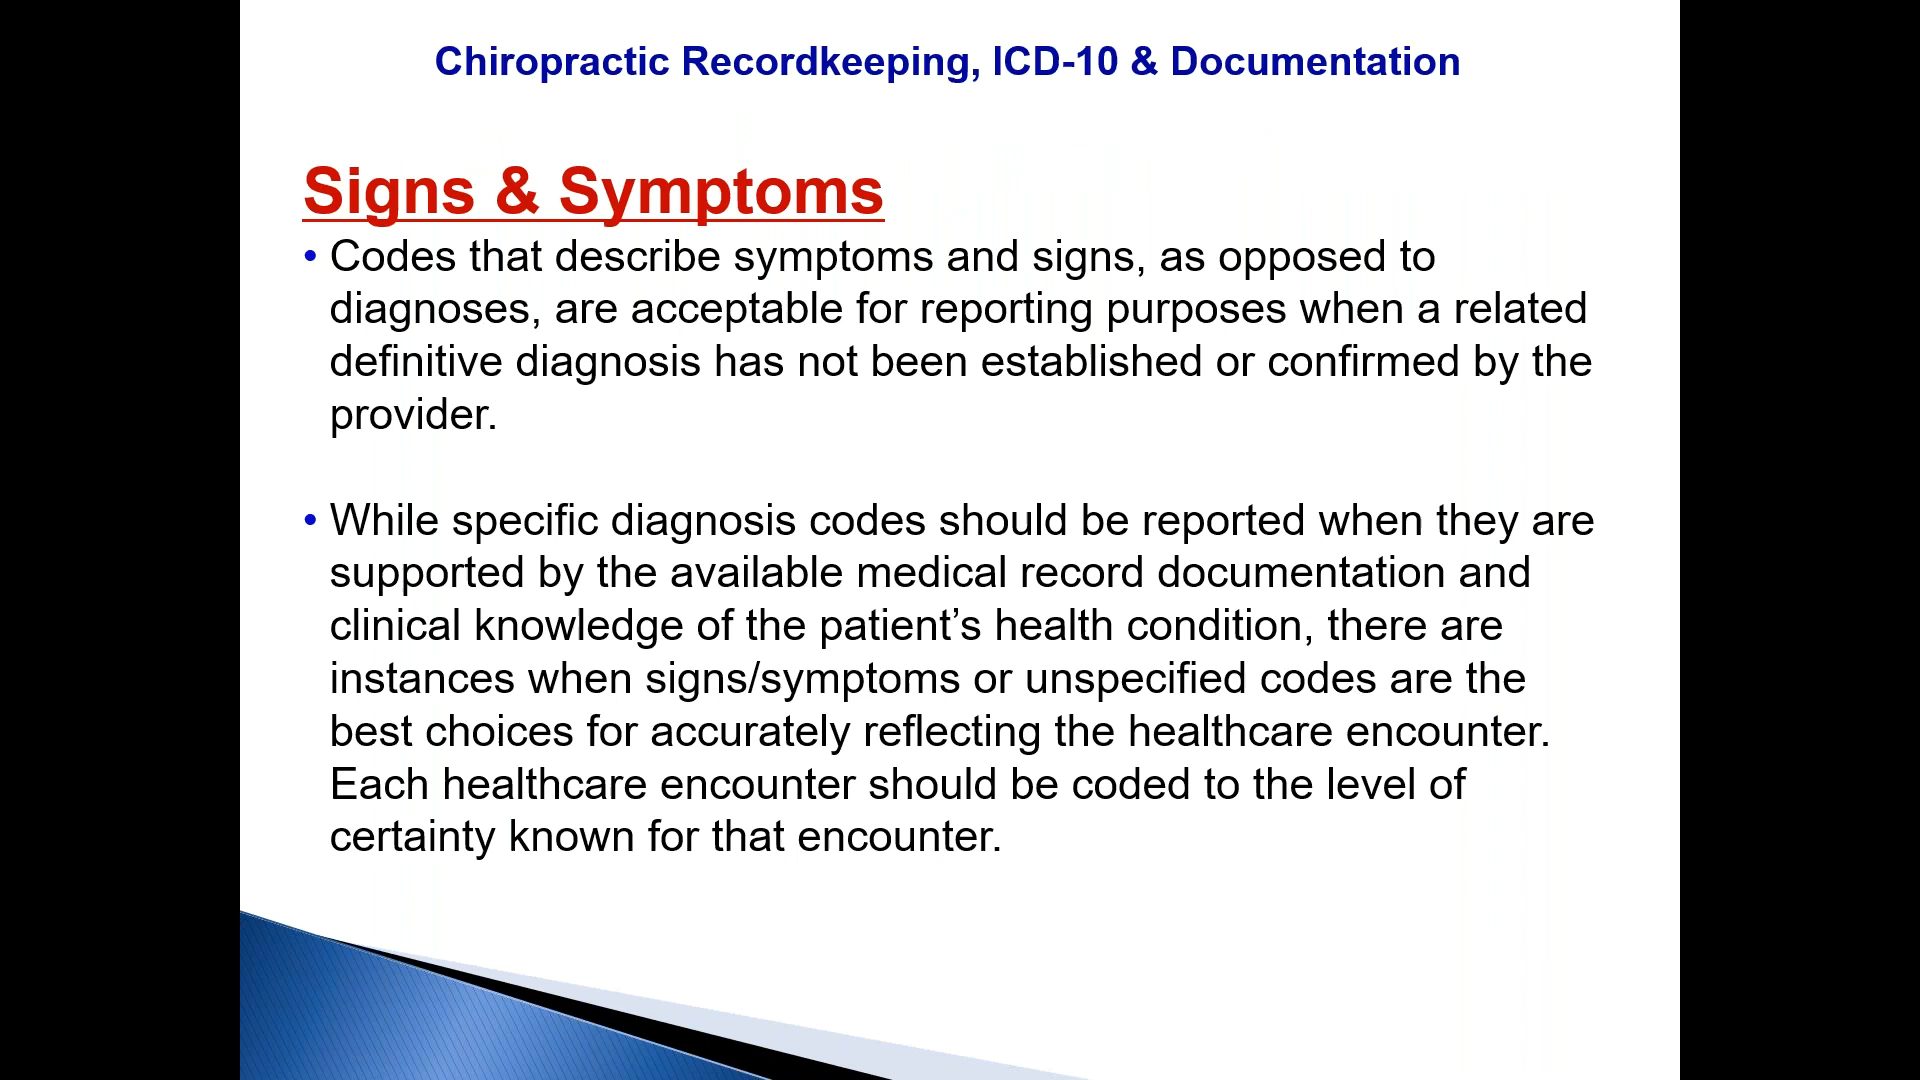 Chiropractic Recordkeeping, ICD-10 & Documentation
Signs & Symptoms
• Codes that describe symptoms and signs, as opposed to
diagnoses, are acceptable for reporting purposes when a related
definitive diagnosis has not been established or confirmed by the
provider.
• While specific diagnosis codes should be reported when they are
supported by the available medical record documentation and
clinical knowledge of the patient’s health condition, there are
instances when signs/symptoms or unspecified codes are the
best choices for accurately reflecting the healthcare encounter.
Each healthcare encounter should be coded to the level of
certainty known for that encounter.